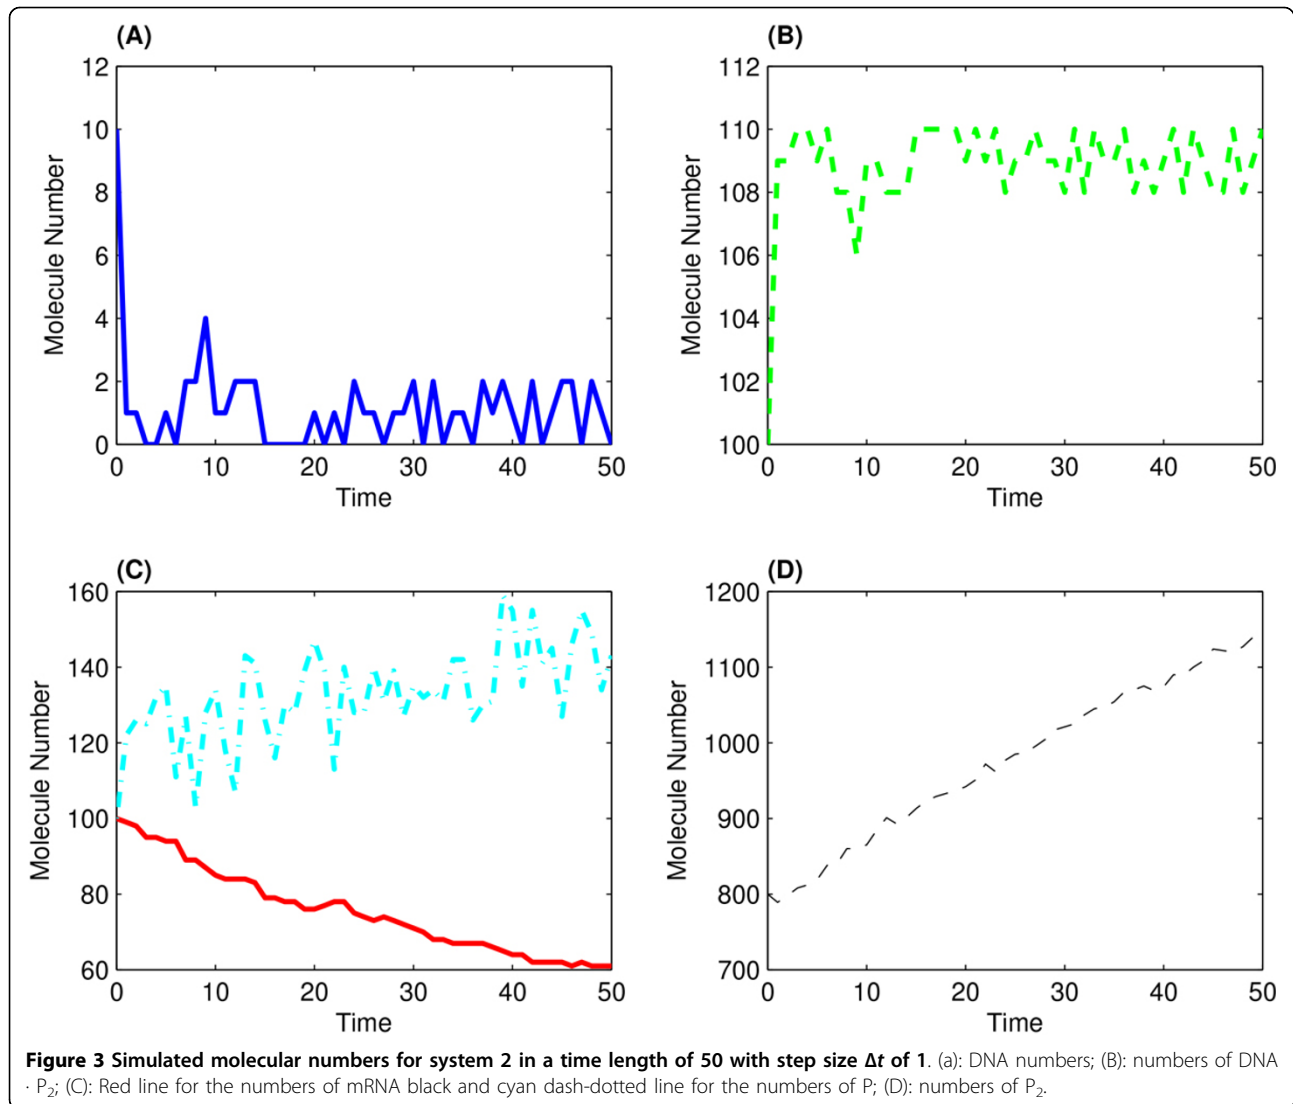 (A)
12
10
8
6
4
2
0
Molecule Number
0 10 20 30 40 50
Time
(B)
112
110
108
106
104
102
100
Molecule Number
0 10 20 30 40 50
Time
(C)
160
140
120
100
80
60
Molecule Number
0 10 20 30 40 50
Time
(D)
1200
1100
1000
900
800
700
Molecule Number
0 10 20 30 40 50
Time
Figure 3 Simulated molecular numbers for system 2 in a time length of 50 with step size Δt of 1. (a): DNA numbers; (B): numbers of DNA
· P₂; (C): Red line for the numbers of mRNA black and cyan dash-dotted line for the numbers of P; (D): numbers of P₂.